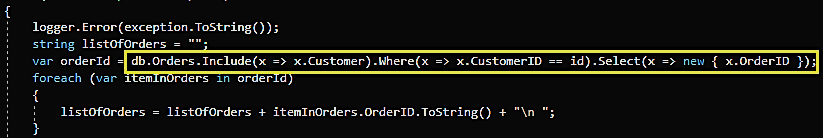 {
logger.Error(exception.ToString());
string listOfOrders = "";
var orderId = db.Orders.Include(x => x.Customer).Where(x => x.CustomerID == id).Select(x => new { x.OrderID });
foreach (var itemInOrders in orderId)
{
listOfOrders = listOfOrders + itemInOrders.OrderID.ToString() + "\n ";
}